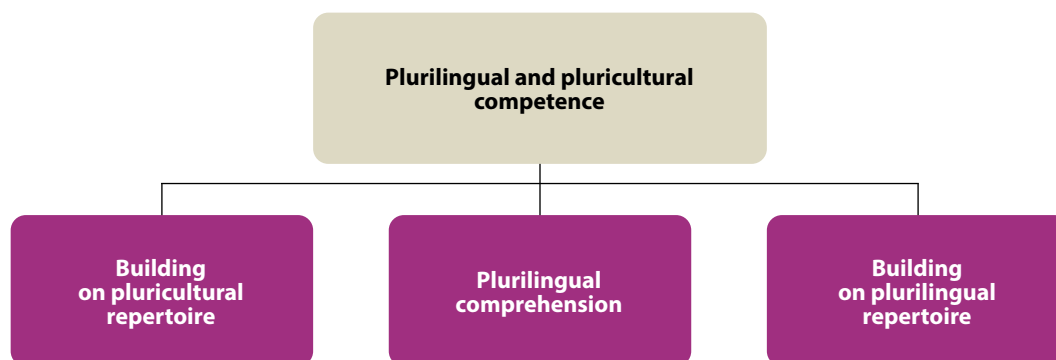 Plurilingual and pluricultural
competence
Building
on pluricultural
repertoire
Plurilingual
comprehension
Building
on plurilingual
repertoire